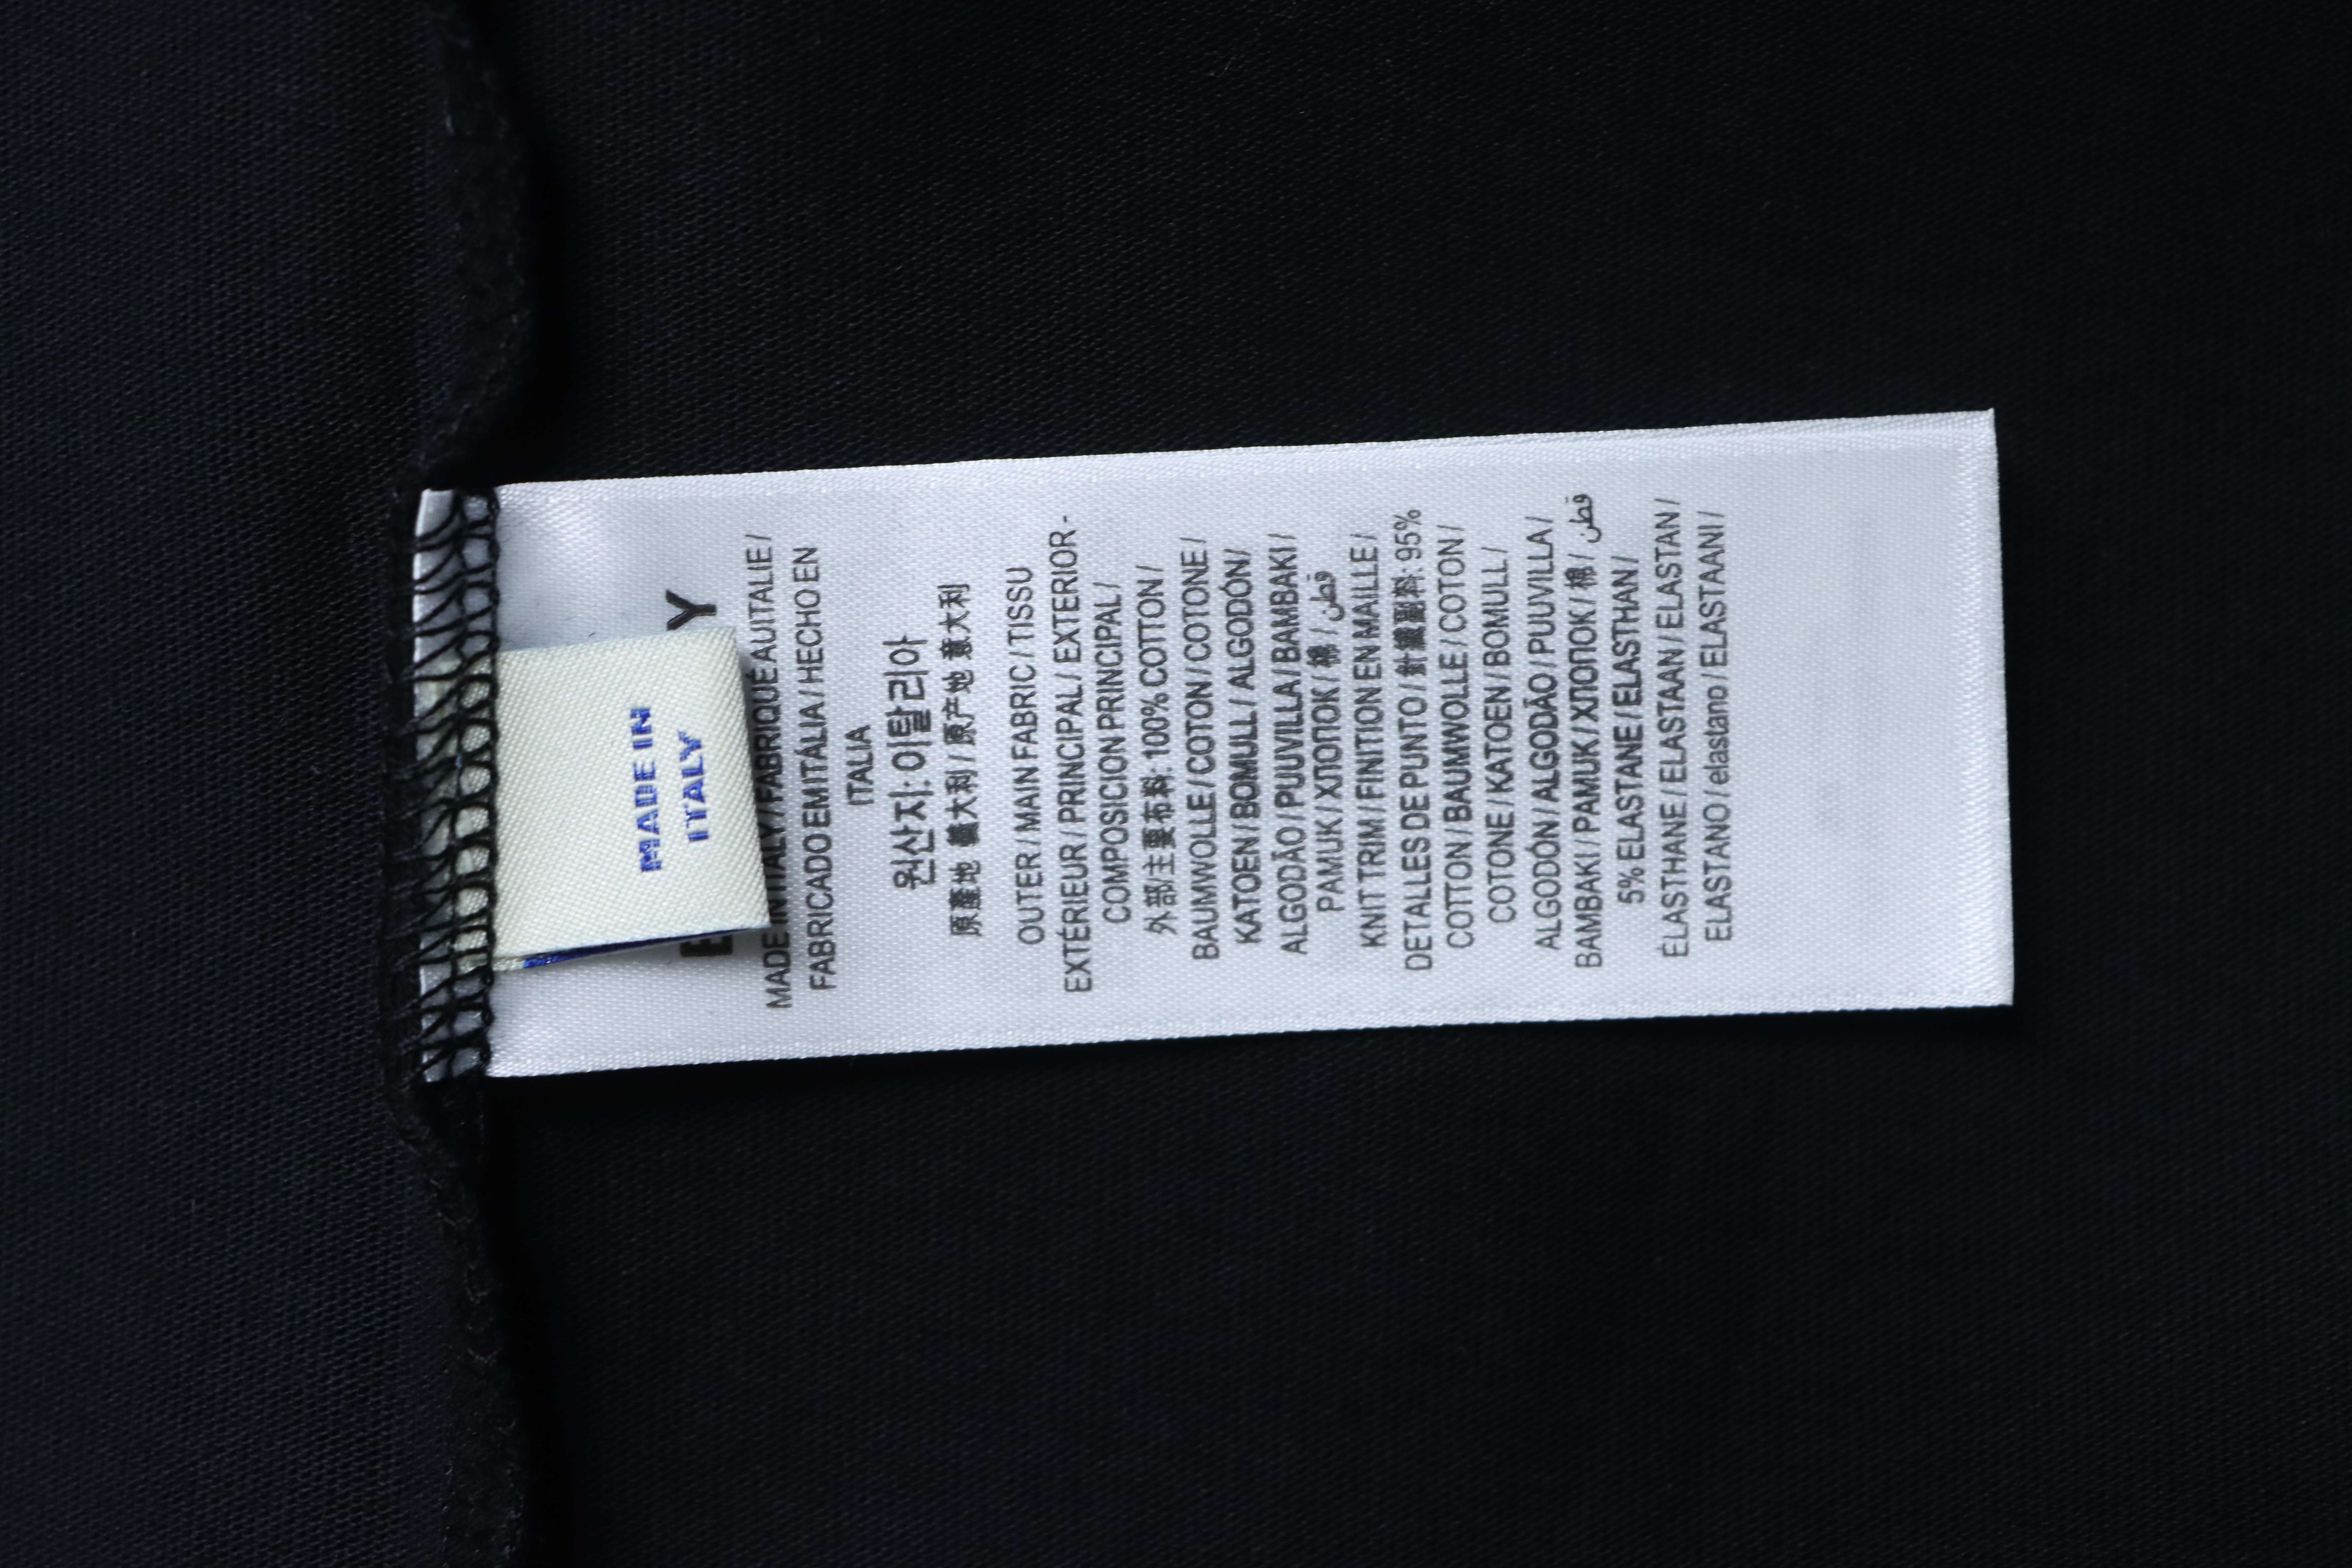 MADE IN
ITALY
MADE IN ITALY / FABRIQUÉ AUITALIE /
FABRICADO EM ITÁLIA / HECHO EN
ITALIA
원산지: 이탈리아
原產地 義大利 / 原产地 意大利
OUTER / MAIN FABRIC / TISSU
EXTÉRIEUR / PRINCIPAL / EXTERIOR-
COMPOSICION PRINCIPAL /
外部/主要布料: 100% COTTON /
BAUMWOLLE / COTON / COTONE /
KATOEN / BOMULL / ALGODÓN/
ALGODÃO / PUUVILLA / BAMBAKI /
PAMUK / ХЛОПОК / 棉 / قطن
KNIT TRIM / FINITION EN MAILLE /
DETALLES DE PUNTO / 針織副料: 95%
COTTON / BAUMWOLLE / COTON /
COTONE / KATOEN / BOMULL /
ALGODÓN / ALGODÃO / PUUVILLA /
BAMBAKI / PAMUK / ХЛОПОК / 棉 / قطن
5% ELASTANE / ELASTHAN /
ÉLASTHANE / ELASTAAN / ELASTAN /
ELASTANO / elastano / ELASTAANI /